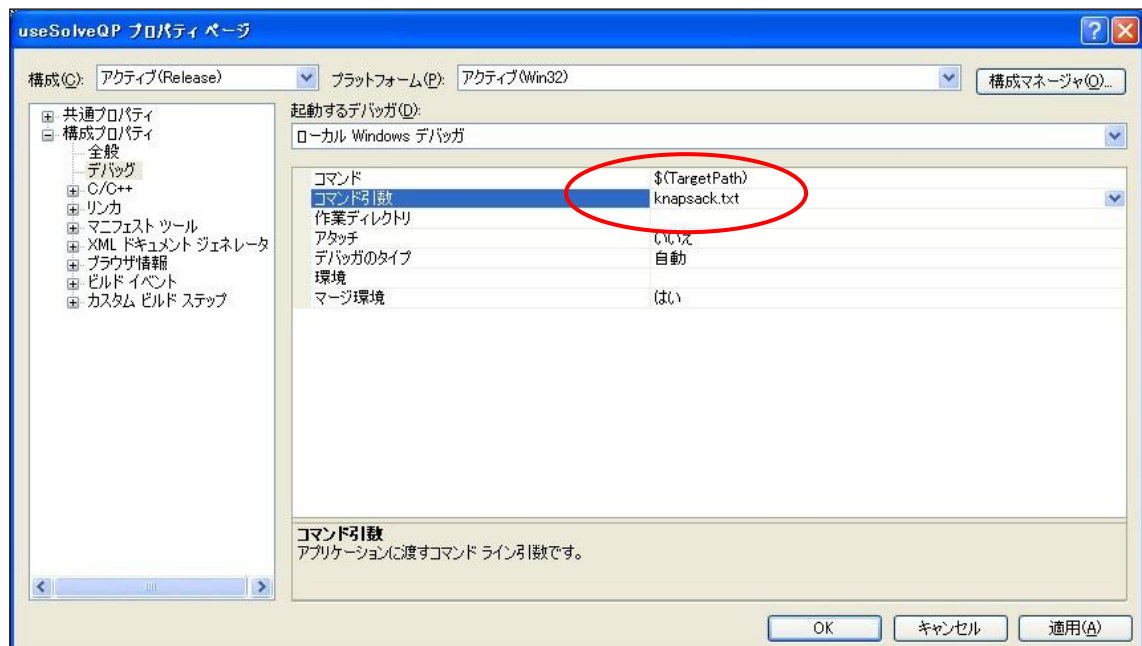 useSolveQP プロパティ ページ
構成(C): アクティブ(Release) プラットフォーム(P): アクティブ(Win32) 構成マネージャ(O)...
共通プロパティ
構成プロパティ
全般
デバッグ
C/C++
リンカ
マニフェスト ツール
XML ドキュメント ジェネレータ
ブラウザ情報
ビルド イベント
カスタム ビルド ステップ
起動するデバッガ(D):
ローカル Windows デバッガ
コマンド $(TargetPath)
コマンド引数 knapsack.txt
作業ディレクトリ
アタッチ いいえ
デバッガのタイプ 自動
環境
マージ環境 はい
コマンド引数
アプリケーションに渡すコマンド ライン引数です。
OK キャンセル 適用(A)